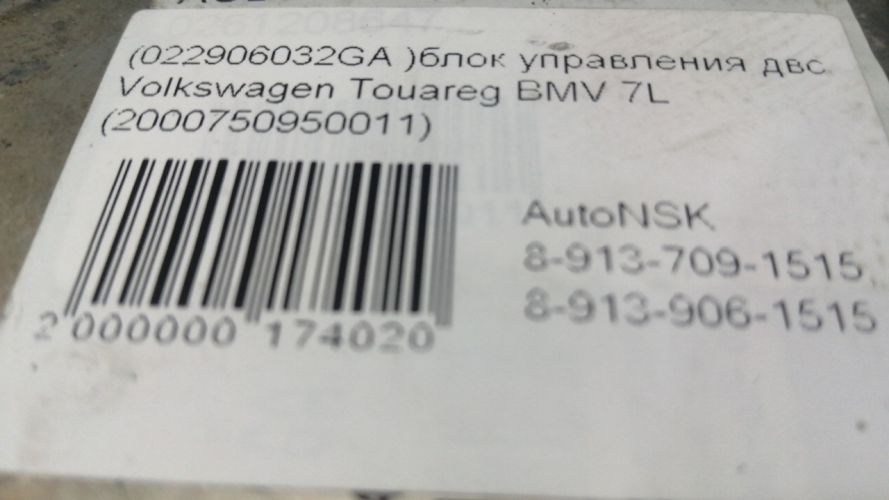 (022906032GA )блок управления двс
Volkswagen Touareg BMV 7L
(2000750950011)
AutoNSK
8-913-709-1515,
8-913-906-1515
2 000000 174020